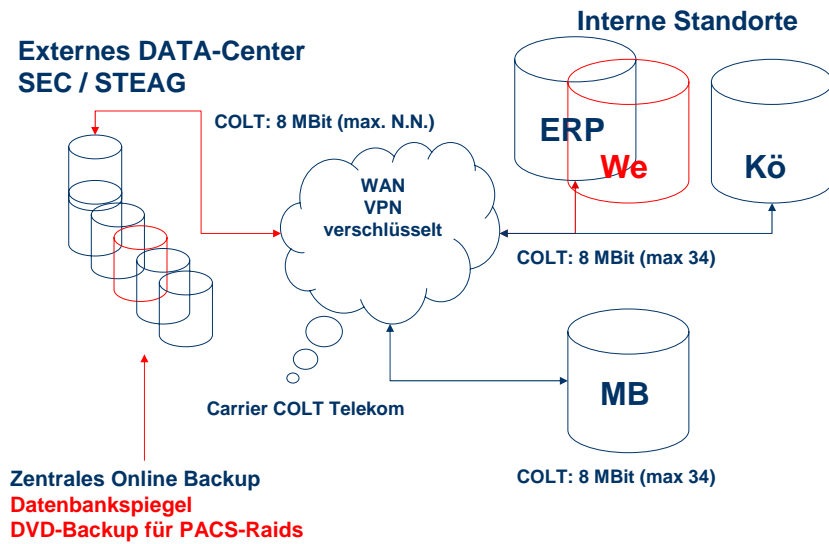 Interne Standorte
Externes DATA-Center
SEC / STEAG
COLT: 8 MBit (max. N.N.)
ERP
We
Kö
WAN
VPN
verschlüsselt
COLT: 8 MBit (max 34)
MB
Carrier COLT Telekom
COLT: 8 MBit (max 34)
Zentrales Online Backup
Datenbankspiegel
DVD-Backup für PACS-Raids